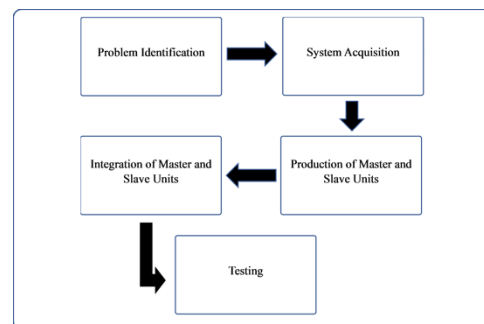 Problem Identification
System Acquisition
Production of Master and
Slave Units
Integration of Master and
Slave Units
Testing